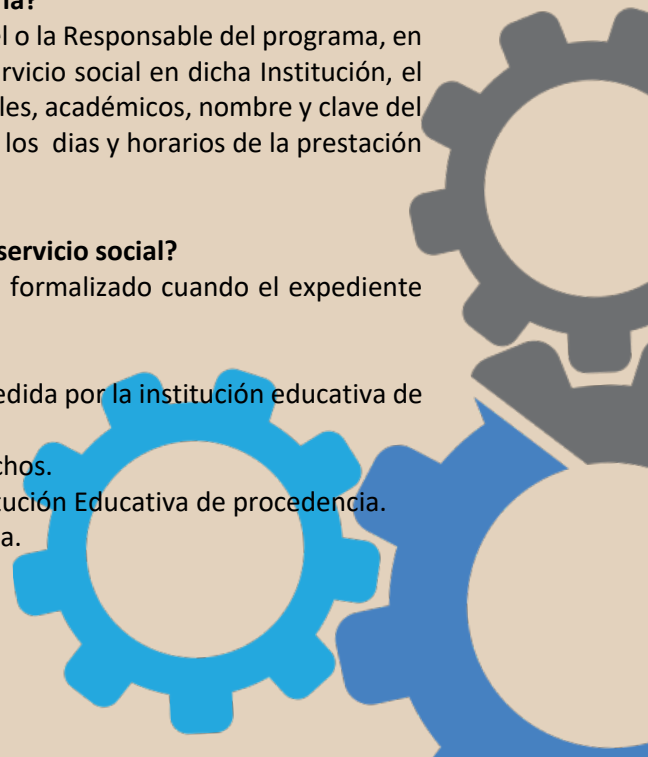 el o la Responsable del programa, en
rvicio social en dicha Institución, el
les, académicos, nombre y clave del
los dias y horarios de la prestación
servicio social?
formalizado cuando el expediente
edida por la institución educativa de
chos.
tución Educativa de procedencia.
a.